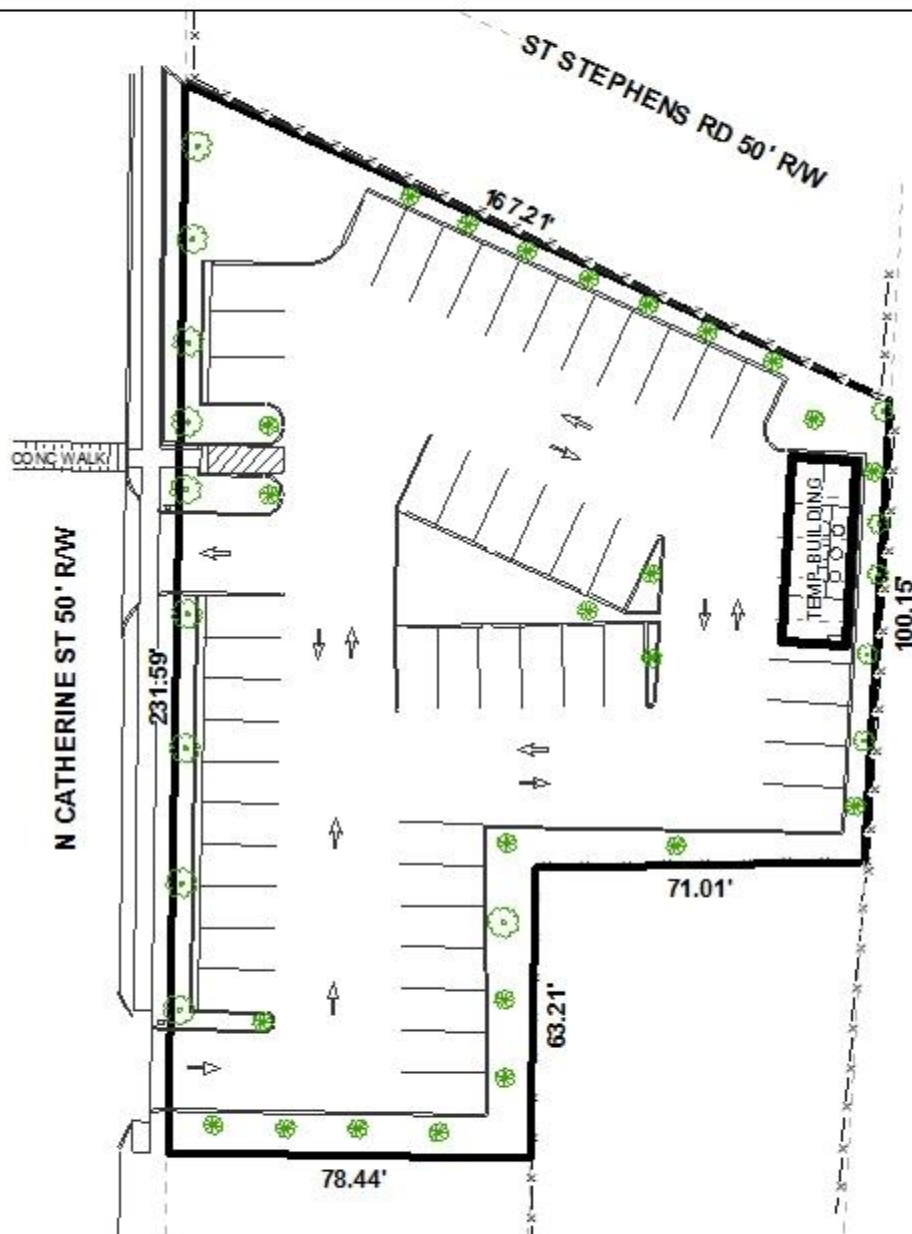 ST STEPHENS RD 50' R/W
167.21'
CONC WALK
TEMP BUILDING
100.15'
N CATHERINE ST 50' R/W
231:59'
71.01'
63.21'
78.44'